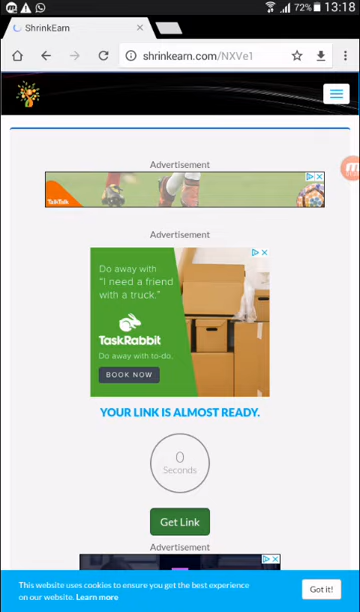 72% 13:18
ShrinkEarn
shrinkearn.com/NXVe1
Advertisement
TalkTalk
Advertisement
Do away with
"I need a friend
with a truck."
TaskRabbit
Do away with to-do.
BOOK NOW
YOUR LINK IS ALMOST READY.
0
Seconds
Get Link
Advertisement
This website uses cookies to ensure you get the best experience
on our website. Learn more
Got it!